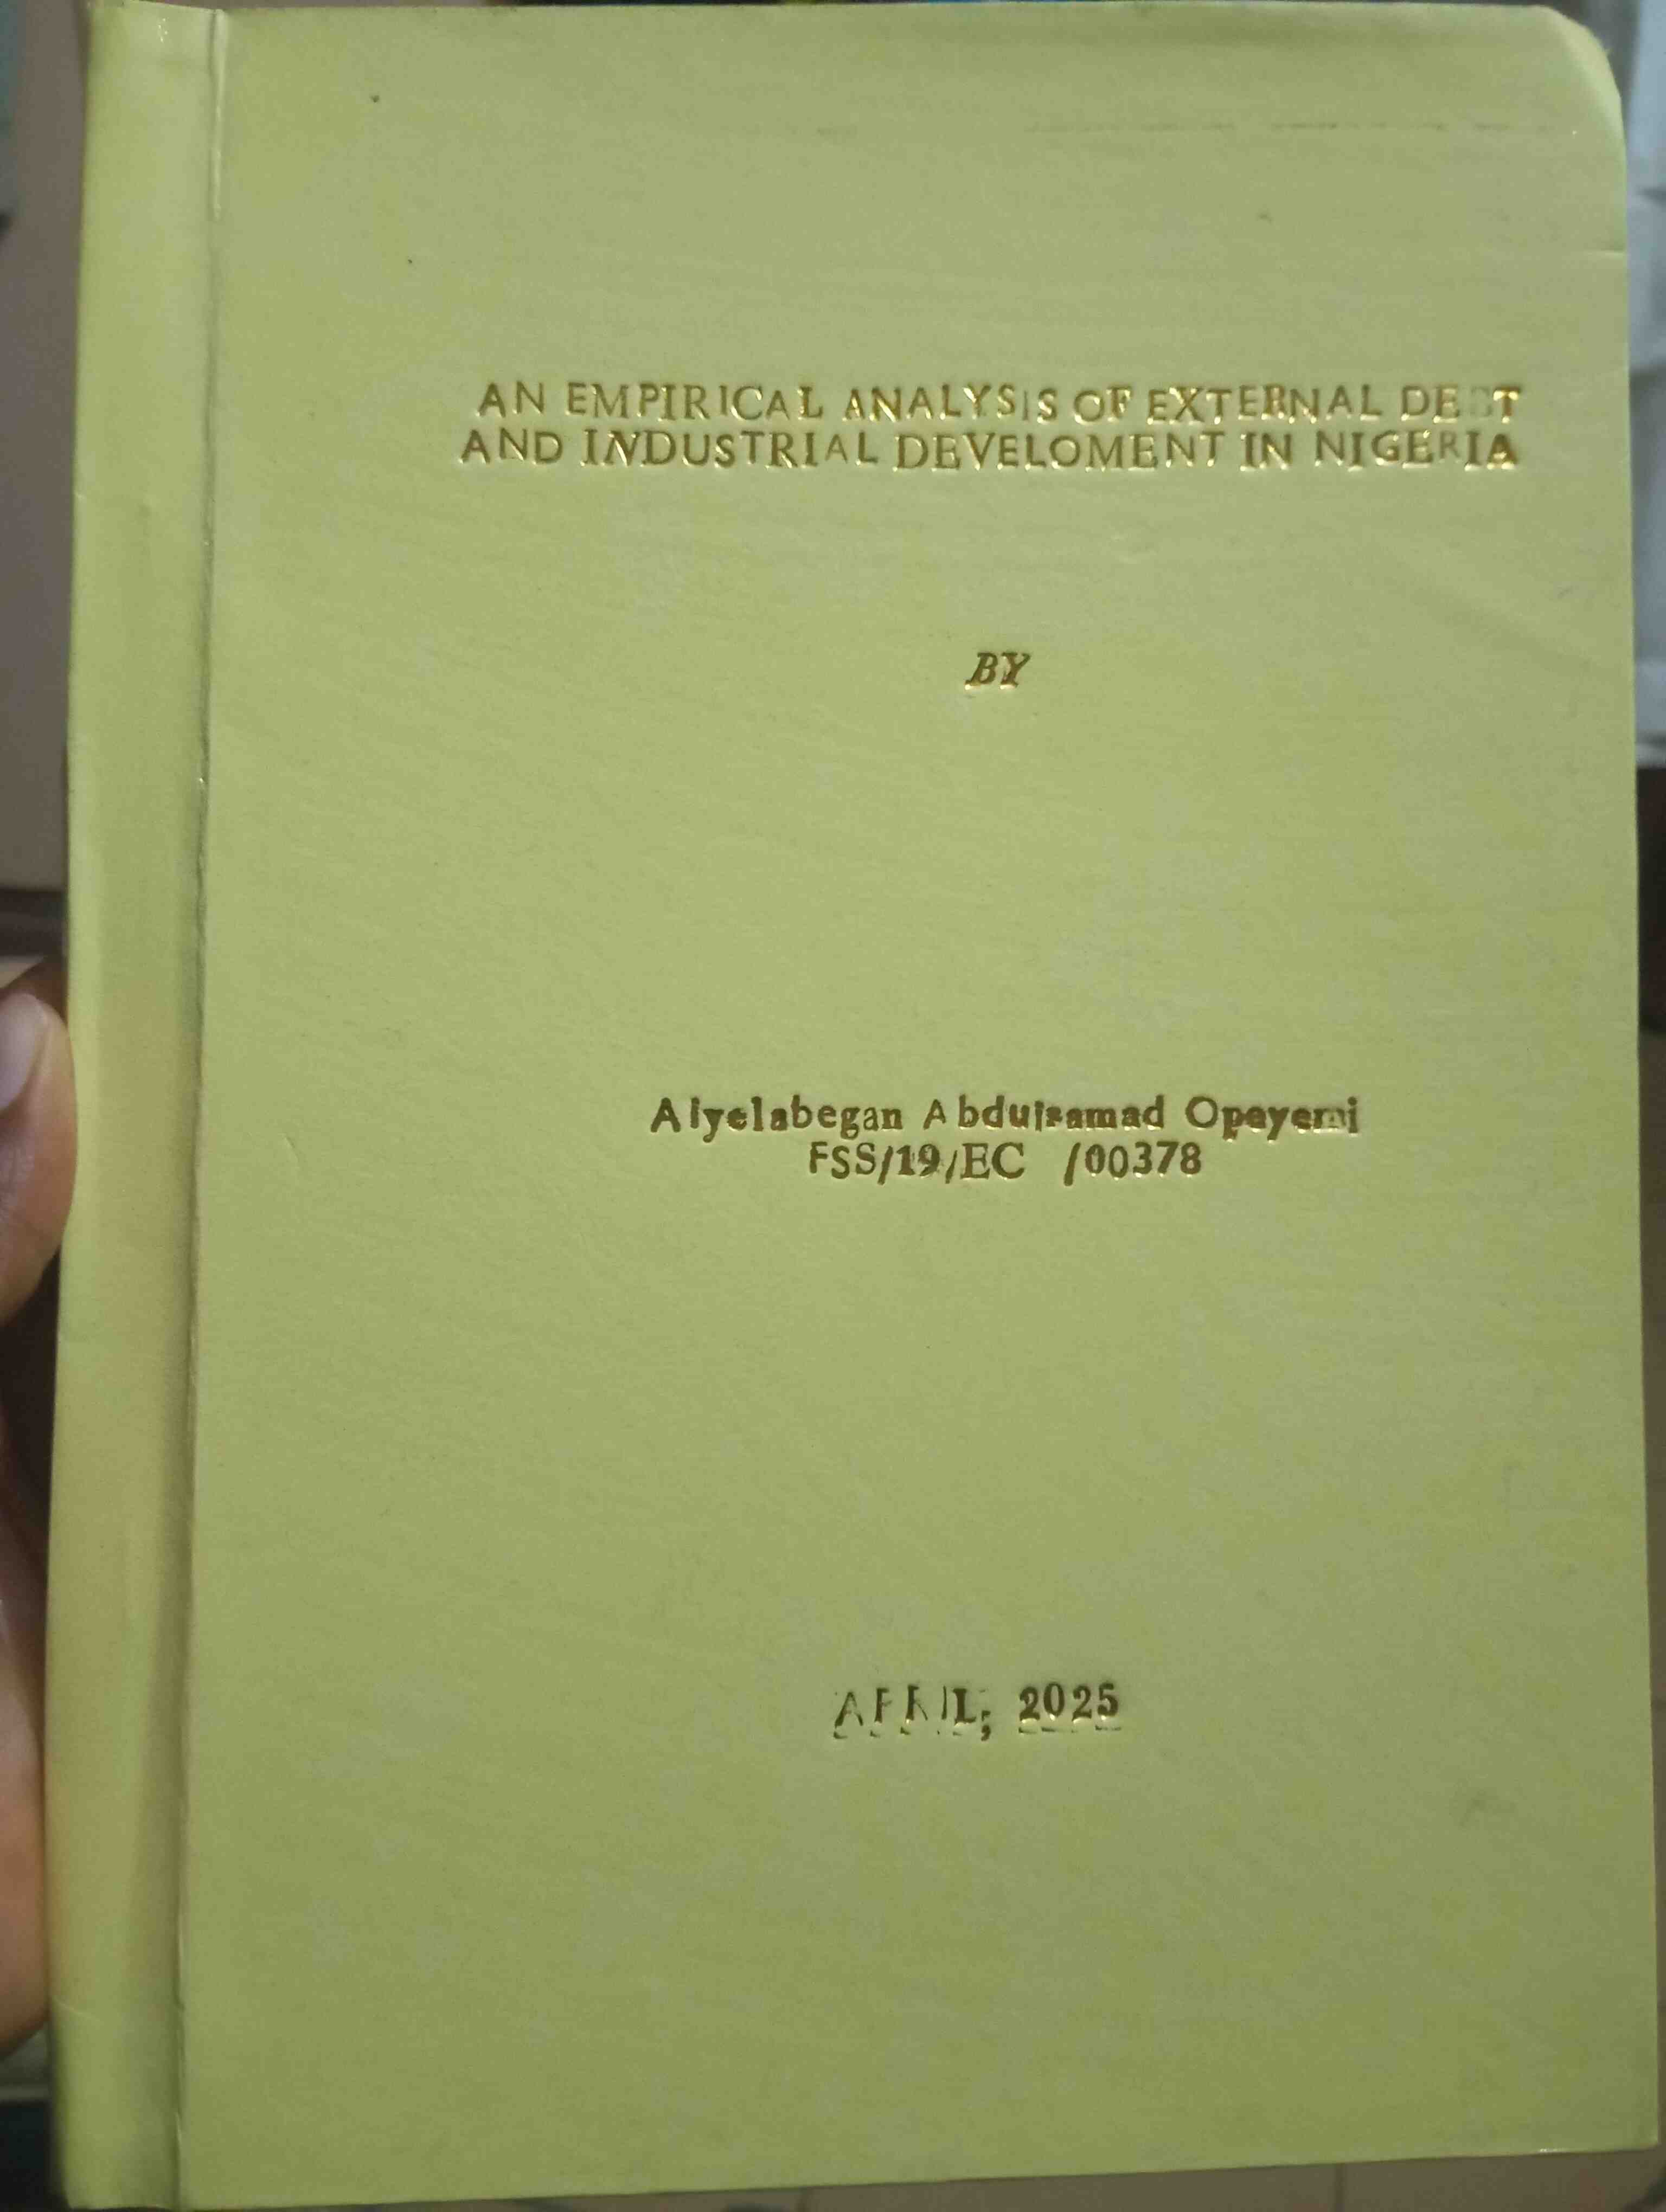 AN EMPIRICAL ANALYSIS OF EXTERNAL DEBT
AND INDUSTRIAL DEVELOMENT IN NIGERIA
BY
Aiyelabegan Abdulsamad Opeyemi
FSS/19/EC /00378
APRIL, 2025